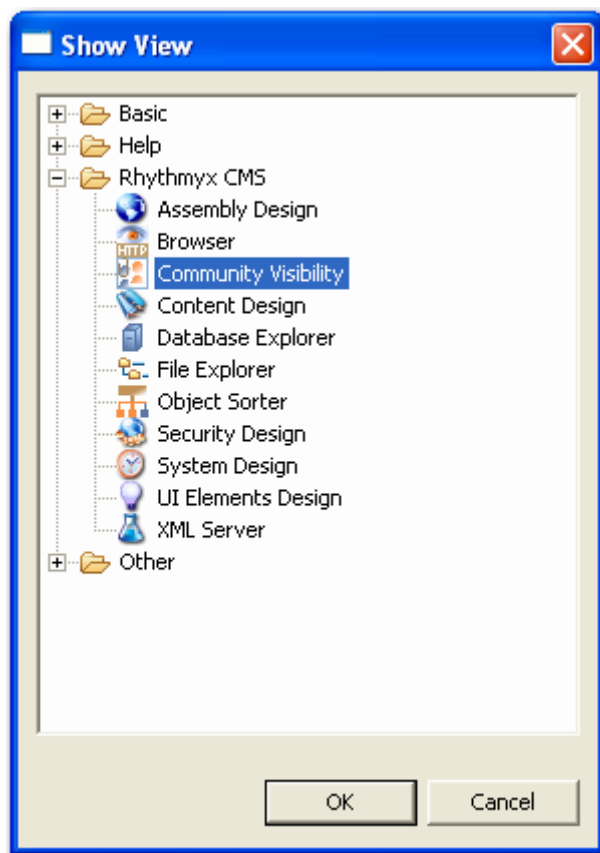 Show View
Basic
Help
Rhythmyx CMS
Assembly Design
Browser
HTTP
Community Visibility
Content Design
Database Explorer
File Explorer
Object Sorter
Security Design
System Design
UI Elements Design
XML Server
Other
OK Cancel